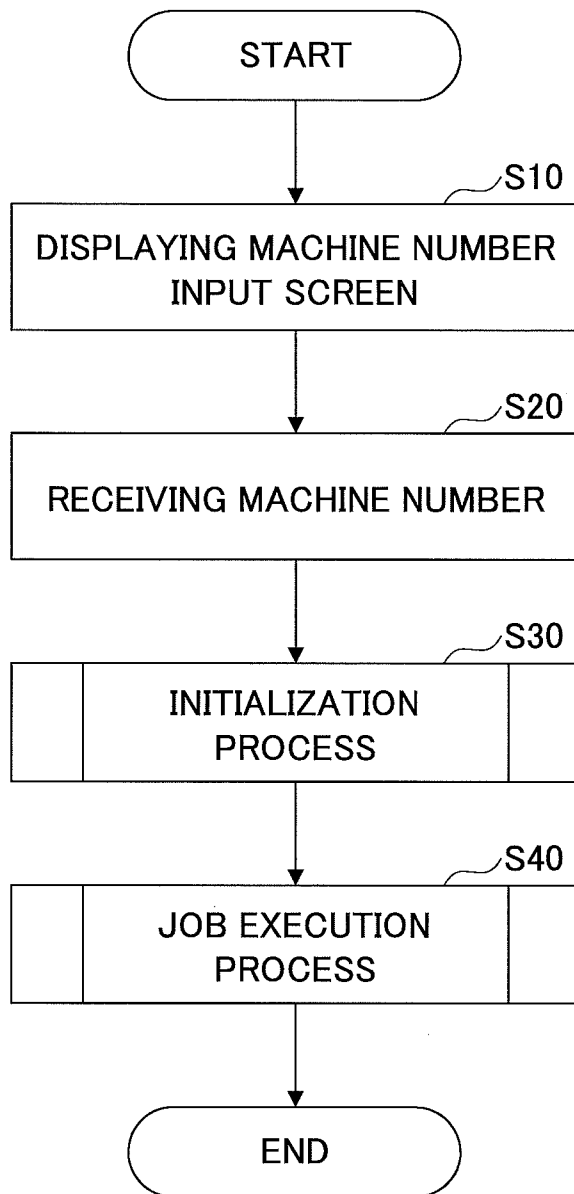 START
S10
DISPLAYING MACHINE NUMBER
INPUT SCREEN
S20
RECEIVING MACHINE NUMBER
S30
INITIALIZATION
PROCESS
S40
JOB EXECUTION
PROCESS
END